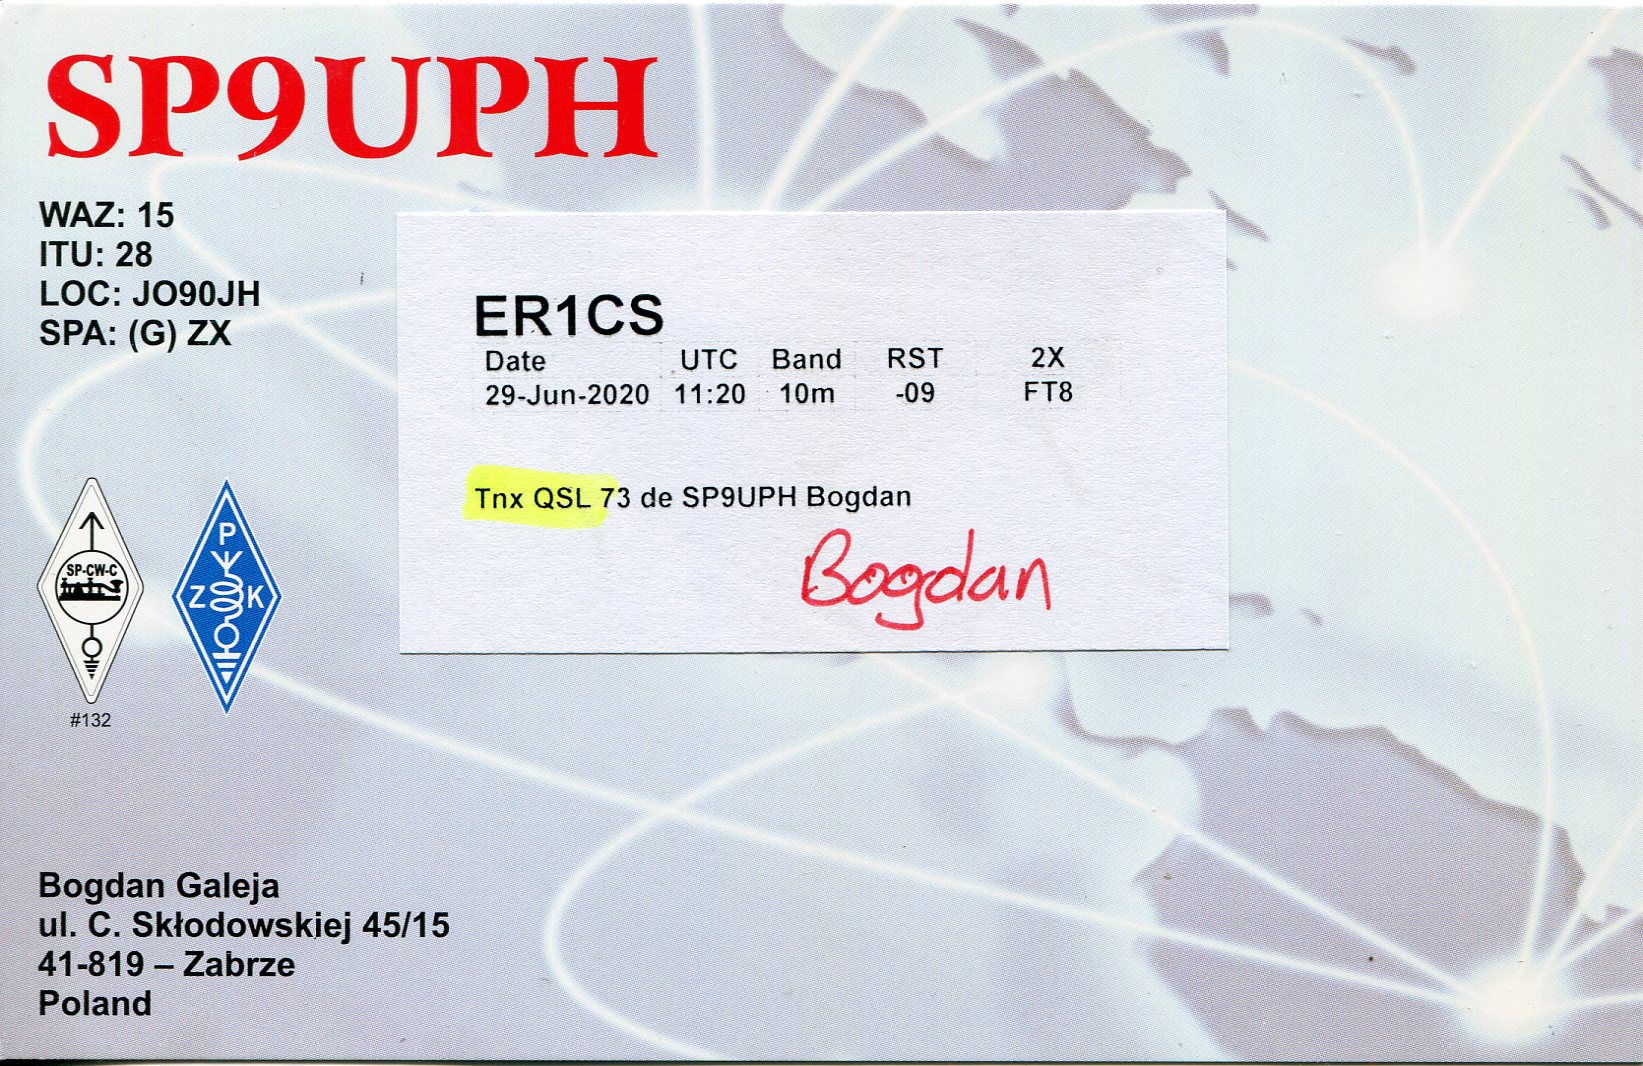 SP9UPH
WAZ: 15
ITU: 28
LOC: JO90JH
SPA: (G) ZX
ER1CS
Date UTC Band RST 2X
29-Jun-2020 11:20 10m -09 FT8
Tnx QSL 73 de SP9UPH Bogdan
Bogdan
SP-CW-C
#132
P
Z K
Bogdan Galeja
ul. C. Skłodowskiej 45/15
41-819 – Zabrze
Poland